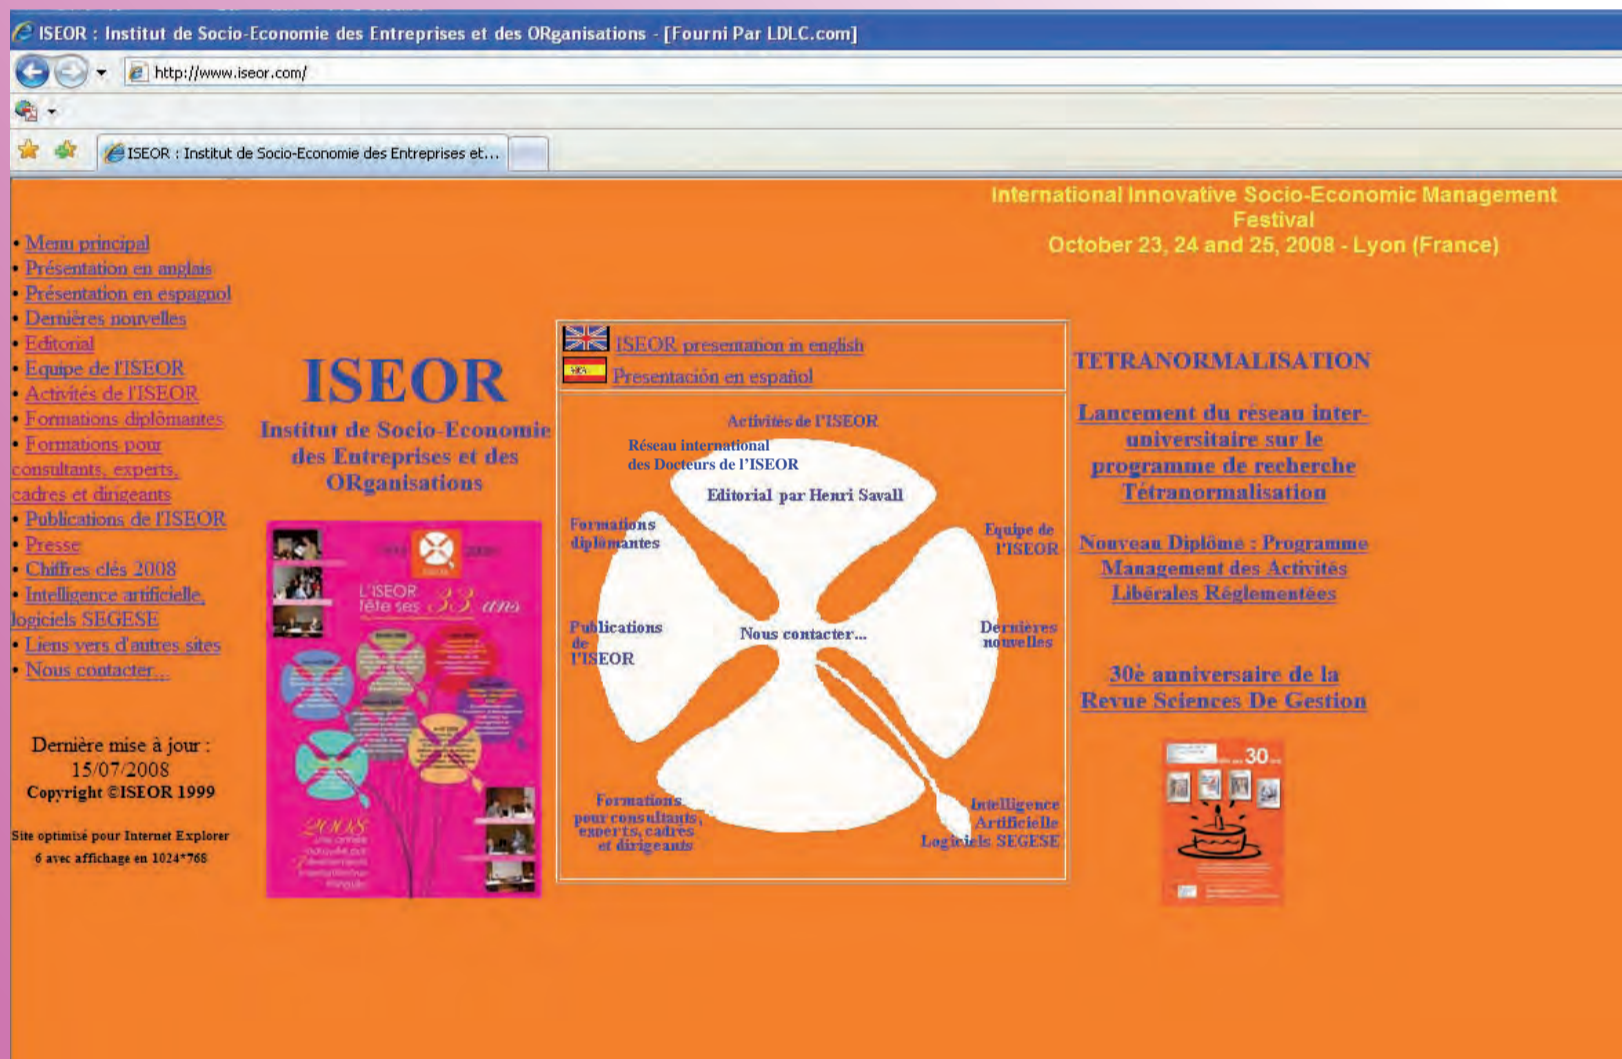 ISEOR : Institut de Socio-Economie des Entreprises et des ORganisations - [Fourni Par LDLC.com]
http://www.iseor.com/
ISEOR : Institut de Socio-Economie des Entreprises et...
International Innovative Socio-Economic Management
Festival
October 23, 24 and 25, 2008 - Lyon (France)
• Menu principal
• Présentation en anglais
• Présentation en espagnol
• Dernières nouvelles
• Editorial
• Equipe de l'ISEOR
• Activités de l'ISEOR
• Formations diplômantes
• Formations pour
consultants, experts,
cadres et dirigeants
• Publications de l'ISEOR
• Presse
• Chiffres clés 2008
• Intelligence artificielle,
logiciels SEGESE
• Liens vers d'autres sites
• Nous contacter...
Dernière mise à jour :
15/07/2008
Copyright ©ISEOR 1999
Site optimisé pour Internet Explorer
6 avec affichage en 1024*768
ISEOR
Institut de Socio-Economie
des Entreprises et des
ORganisations
L'ISEOR
fête ses 33 ans
2008
ISEOR presentation in english
Presentación en español
Activités de l'ISEOR
Réseau international
des Docteurs de l'ISEOR
Editorial par Henri Savall
Formations
diplômantes
Equipe de
l'ISEOR
Publications
de
l'ISEOR
Nous contacter...
Dernières
nouvelles
Formations
pour consultants,
experts, cadres
et dirigeants
Intelligence
Artificielle
Logiciels SEGESE
TETRANORMALISATION
Lancement du réseau inter-
universitaire sur le
programme de recherche
Tétranormalisation
Nouveau Diplôme : Programme
Management des Activités
Libérales Réglementées
30è anniversaire de la
Revue Sciences De Gestion
30